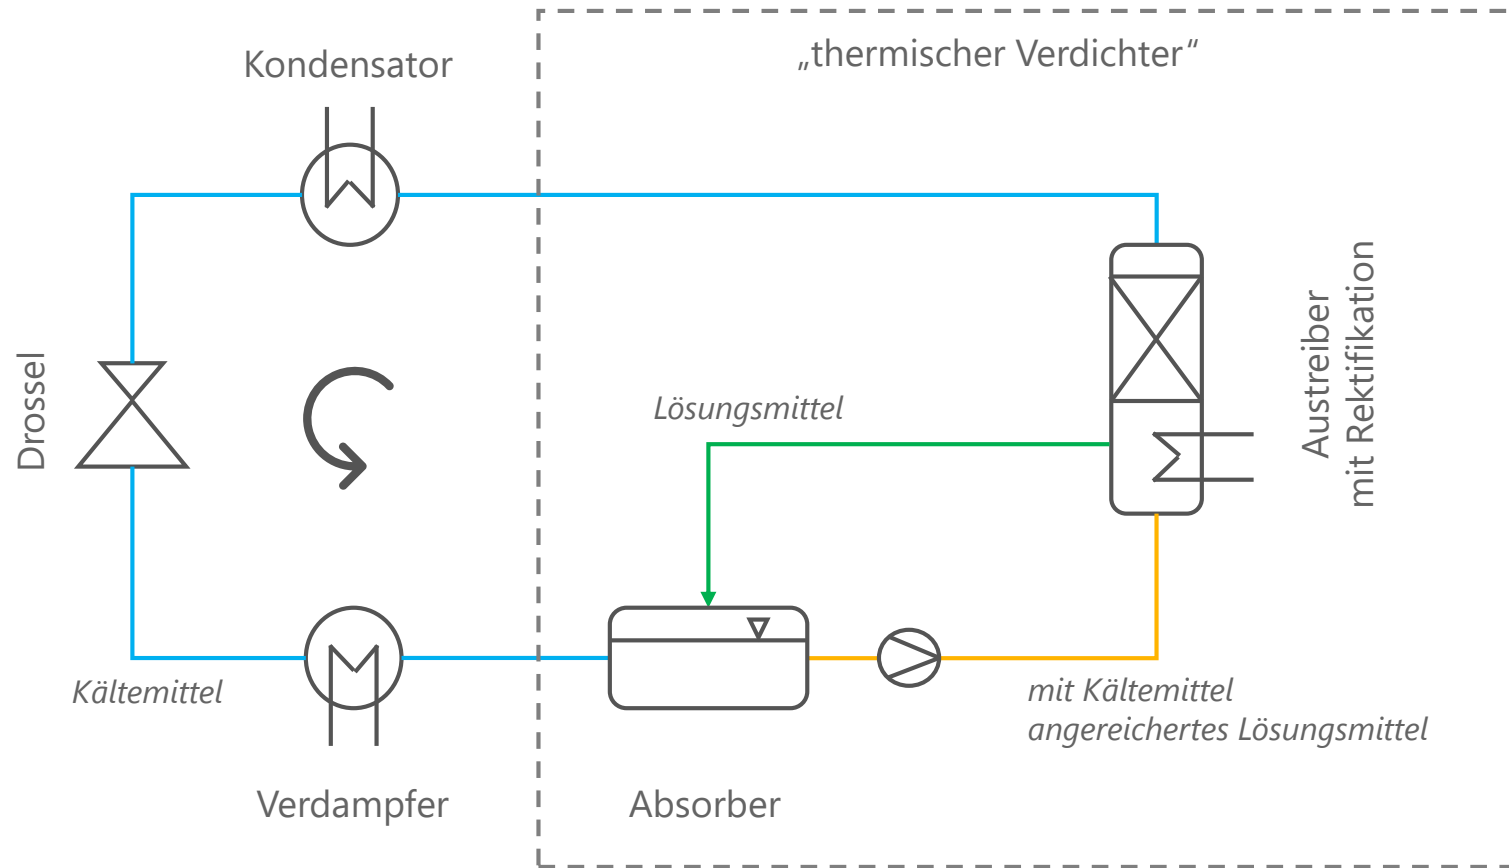 Kondensator
„thermischer Verdichter“
Drossel
Austreiber
mit Rektifikation
Lösungsmittel
Kältemittel
mit Kältemittel
angereichertes Lösungsmittel
Verdampfer
Absorber